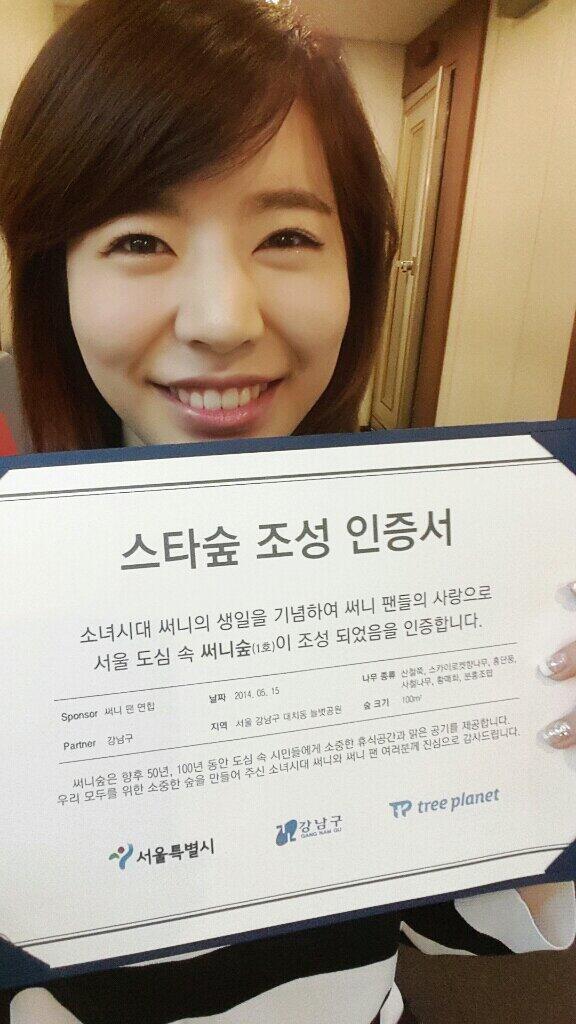 스타숲 조성 인증서
소녀시대 써니의 생일을 기념하여 써니 팬들의 사랑으로
서울 도심 속 써니숲(1호)이 조성 되었음을 인증합니다.
Sponsor 써니 팬 연합
날짜 2014. 05. 15
나무 종류 산철쭉, 스카이로켓향나무, 홍단풍,
사철나무, 황매화, 분홍조팝
Partner 강남구
지역 서울 강남구 대치동 늘벗공원
숲 크기 100m²
써니숲은 향후 50년, 100년 동안 도심 속 시민들에게 소중한 휴식공간과 맑은 공기를 제공합니다.
우리 모두를 위한 소중한 숲을 만들어 주신 소녀시대 써니와 써니 팬 여러분께 진심으로 감사드립니다.
서울특별시
강남구
GANG NAM GU
TP tree planet